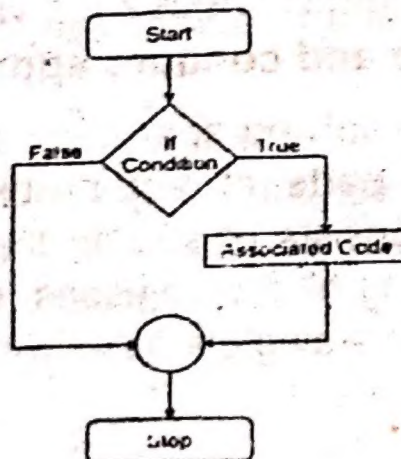 Start
If
Condition
False
True
Associated Code
Stop